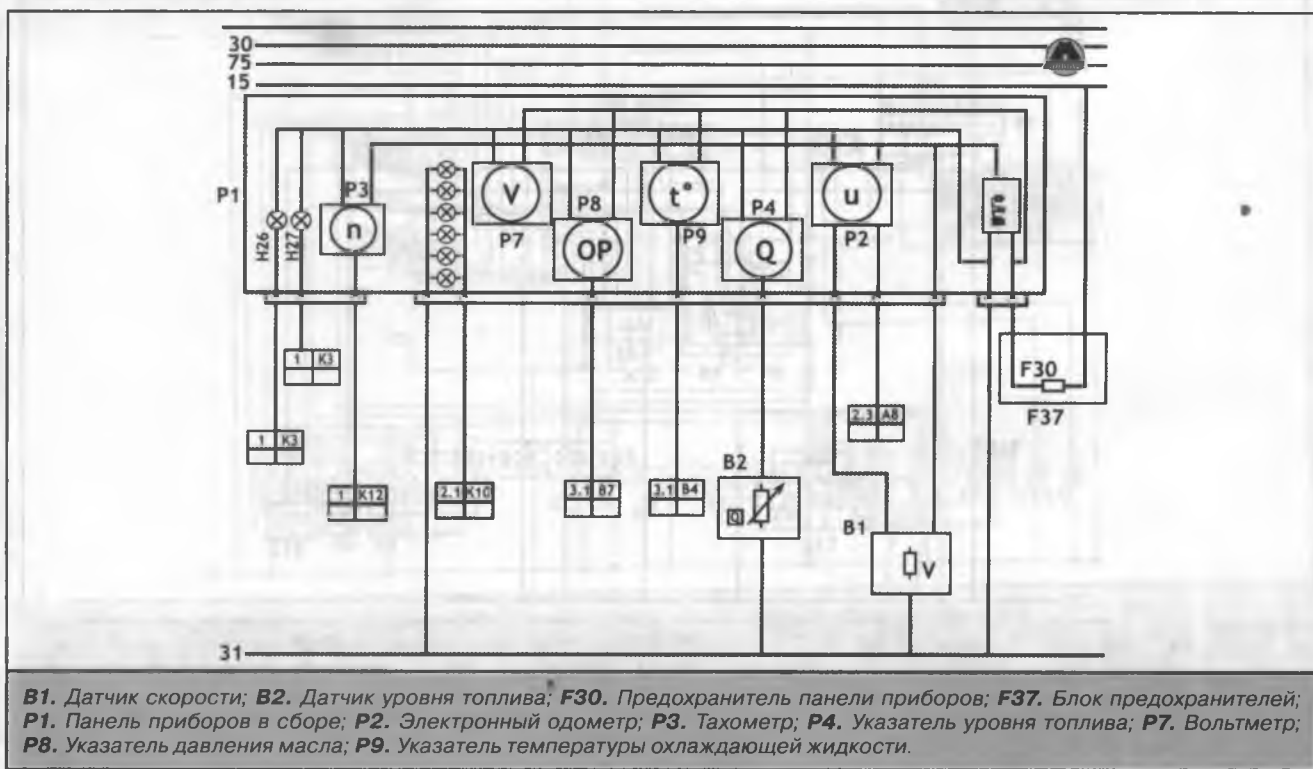 30
75
15
P1
P3
H26
H27
n
V
P7
P8
OP
t°
P9
P4
Q
u
P2
1 K3
1 K3
1 K12
2.1 K10
3.1 B7
3.1 B4
B2
Q
2.3 A8
B1
V
F30
F37
31
B1. Датчик скорости; B2. Датчик уровня топлива; F30. Предохранитель панели приборов; F37. Блок предохранителей;
P1. Панель приборов в сборе; P2. Электронный одометр; P3. Тахометр; P4. Указатель уровня топлива; P7. Вольтметр;
P8. Указатель давления масла; P9. Указатель температуры охлаждающей жидкости.